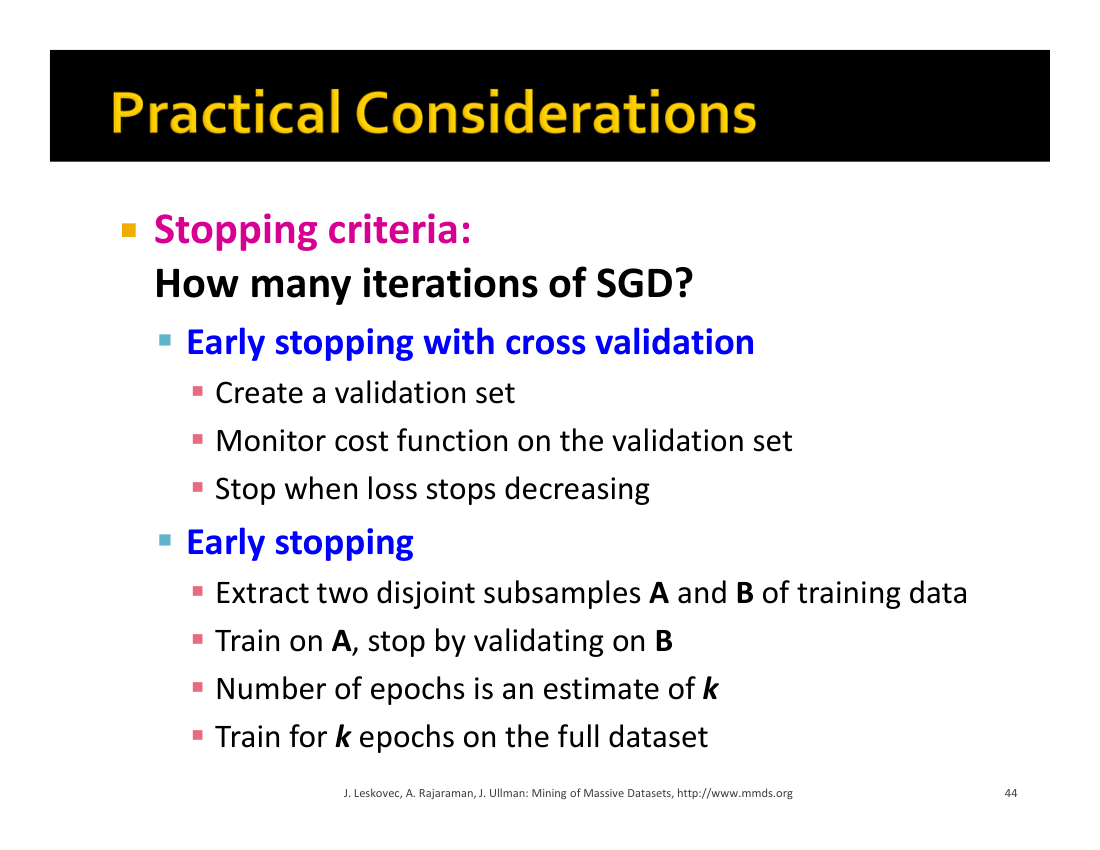 Practical Considerations
Stopping criteria:
How many iterations of SGD?
Early stopping with cross validation
Create a validation set
Monitor cost function on the validation set
Stop when loss stops decreasing
Early stopping
Extract two disjoint subsamples A and B of training data
Train on A, stop by validating on B
Number of epochs is an estimate of k
Train for k epochs on the full dataset
J. Leskovec, A. Rajaraman, J. Ullman: Mining of Massive Datasets, http://www.mmds.org 44